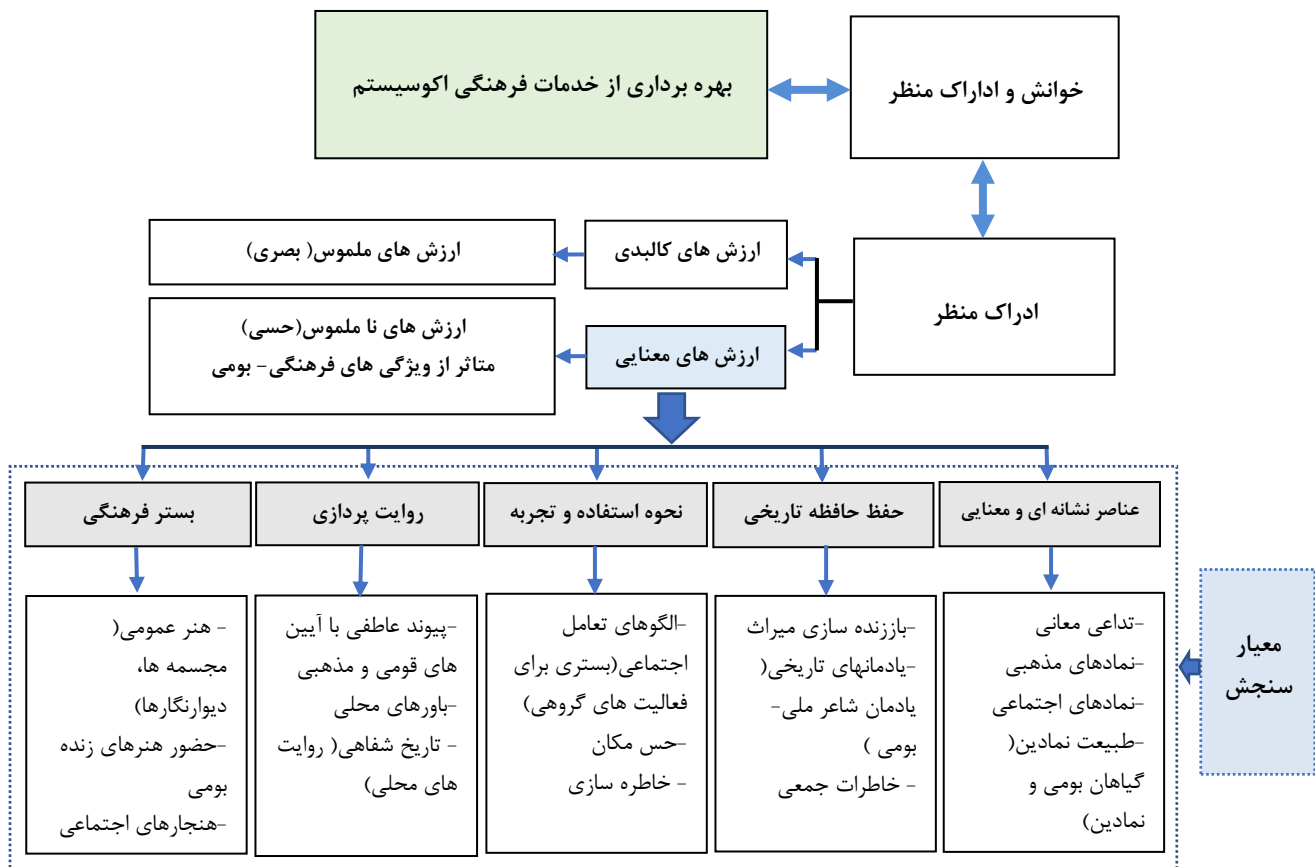 خوانش و اداراک منظر
بهره برداری از خدمات فرهنگی اکوسیستم
ادراک منظر
ارزش های کالبدی
ارزش های ملموس( بصری)
ارزش های معنایی
ارزش های نا ملموس(حسی)
متاثر از ویژگی های فرهنگی- بومی
معیار
سنجش
عناصر نشانه ای و معنایی
-تداعی معانی
-نمادهای مذهبی
-نمادهای اجتماعی
-طبیعت نمادین(
گیاهان بومی و
نمادین)
حفظ حافظه تاریخی
-باززنده سازی میراث
-یادمانهای تاریخی(
یادمان شاعر ملی-
بومی )
- خاطرات جمعی
نحوه استفاده و تجربه
-الگوهای تعامل
اجتماعی(بستری برای
فعالیت های گروهی)
-حس مکان
- خاطره سازی
روایت پردازی
-پیوند عاطفی با آیین
های قومی و مذهبی
-باورهای محلی
- تاریخ شفاهی( روایت
های محلی)
بستر فرهنگی
- هنر عمومی(
مجسمه ها،
دیوارنگارها)
-حضور هنرهای زنده
بومی
-هنجارهای اجتماعی